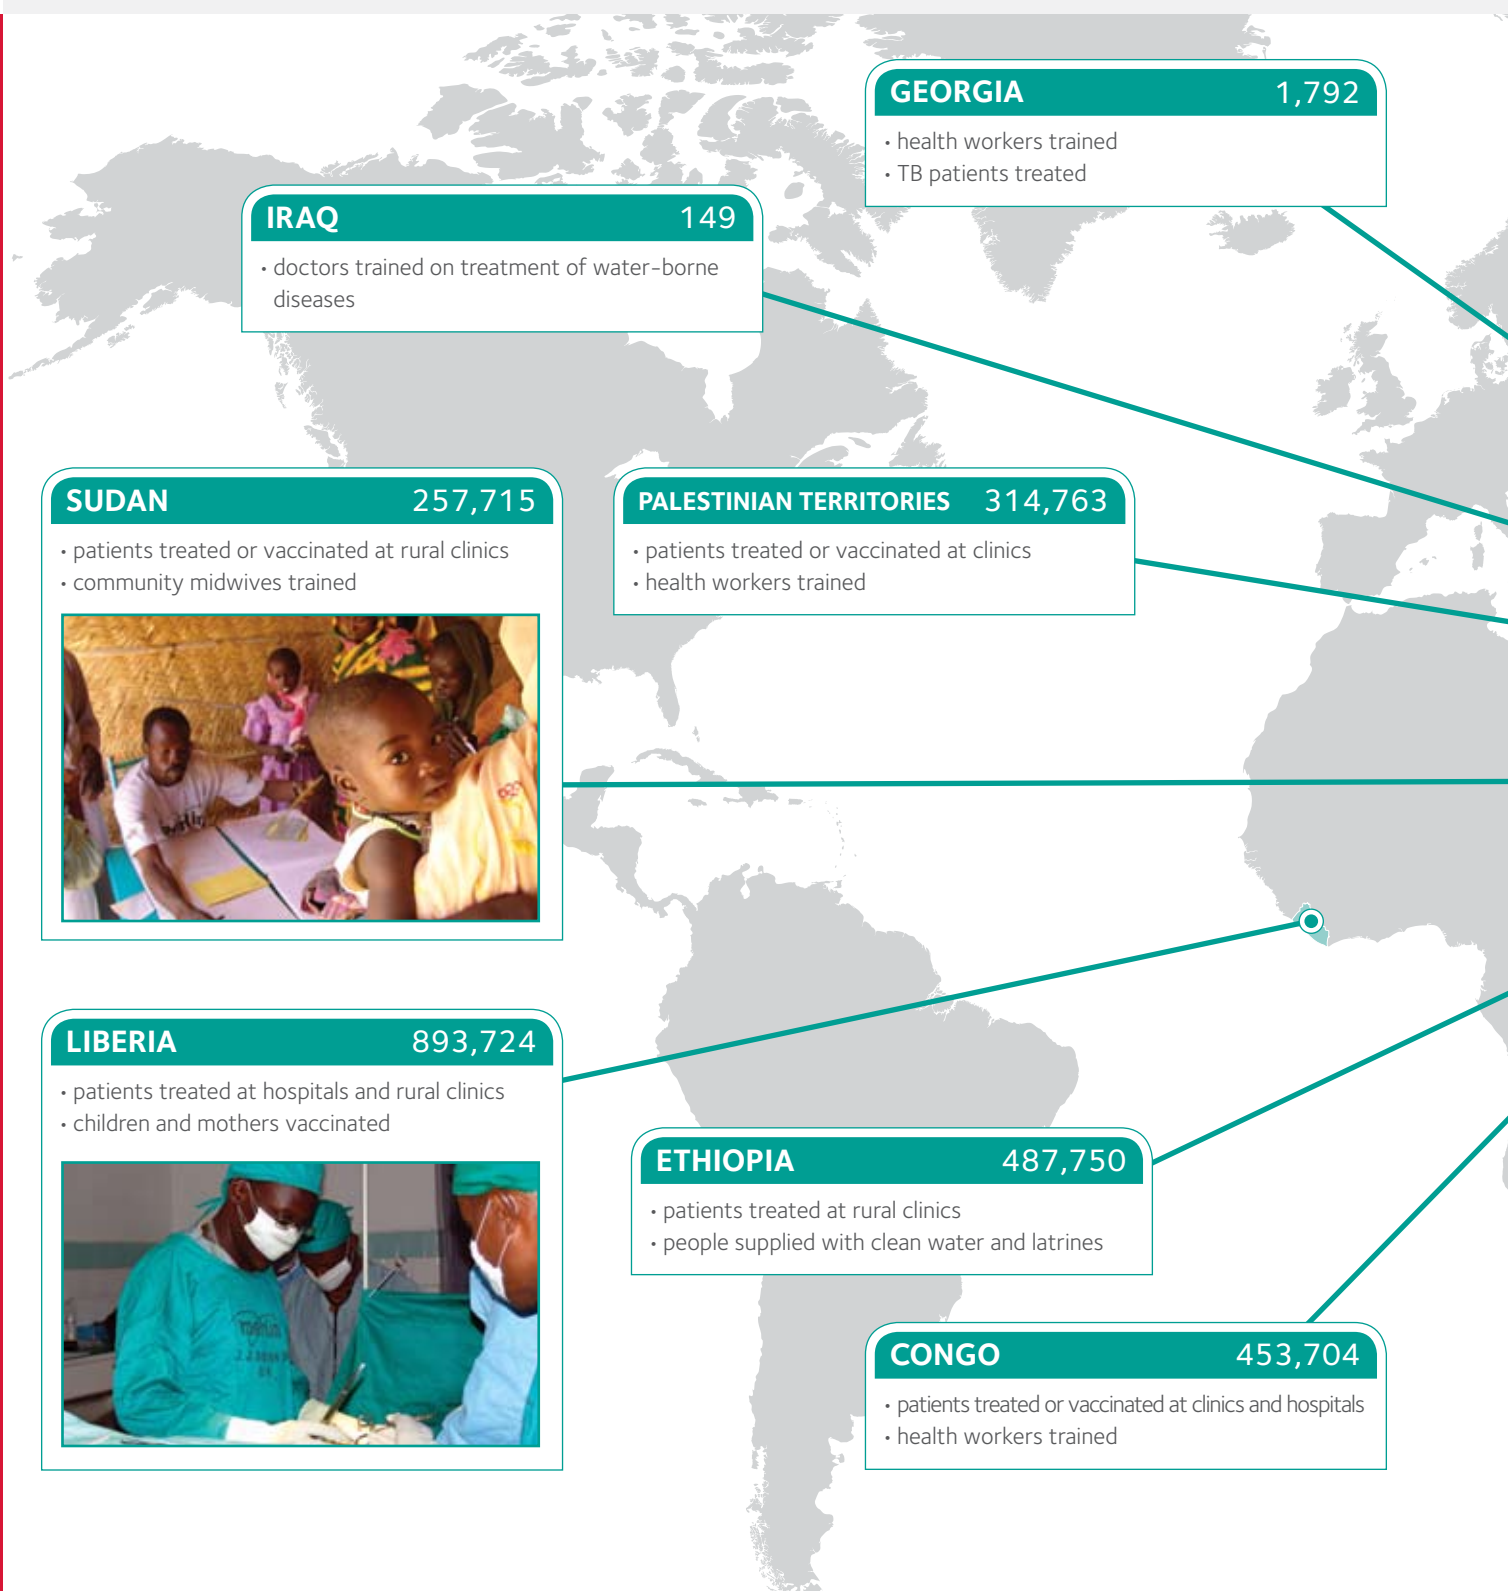 GEORGIA 1,792
• health workers trained
• TB patients treated
IRAQ 149
• doctors trained on treatment of water-borne
diseases
SUDAN 257,715
• patients treated or vaccinated at rural clinics
• community midwives trained
PALESTINIAN TERRITORIES 314,763
• patients treated or vaccinated at clinics
• health workers trained
LIBERIA 893,724
• patients treated at hospitals and rural clinics
• children and mothers vaccinated
merlin
ETHIOPIA 487,750
• patients treated at rural clinics
• people supplied with clean water and latrines
CONGO 453,704
• patients treated or vaccinated at clinics and hospitals
• health workers trained